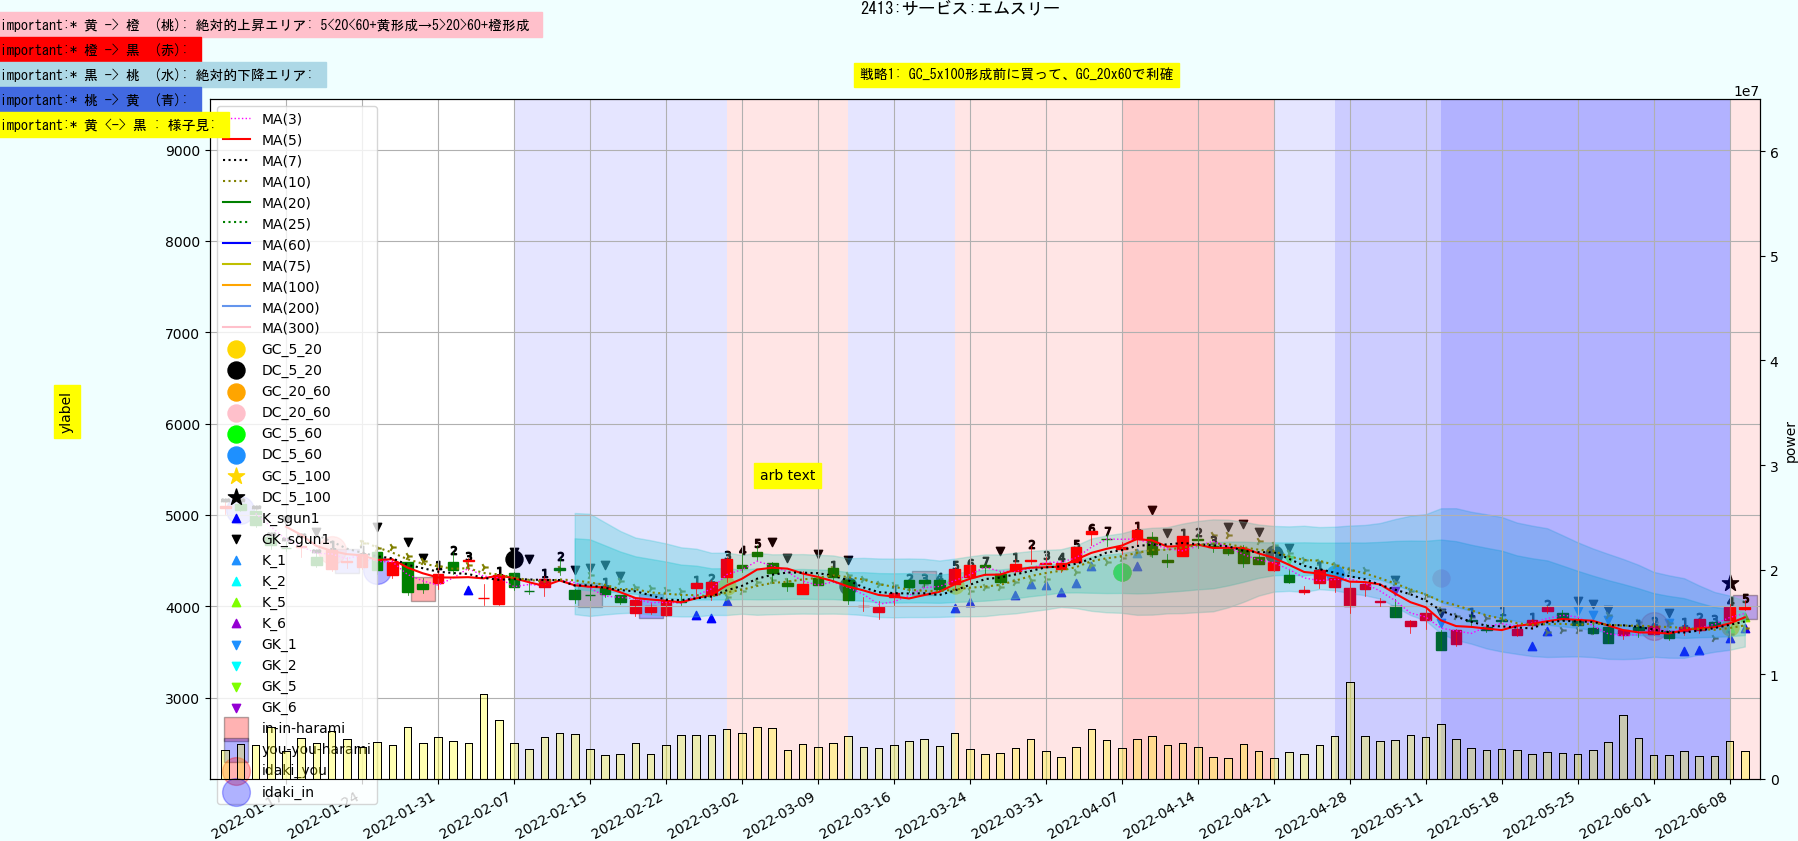 2413:サービス:エムスリー
important:* 黄 -> 橙 (桃): 絶対的上昇エリア: 5<20<60+黄形成→5>20>60+橙形成
important:* 橙 -> 黒 (赤):
important:* 黒 -> 桃 (水): 絶対的下降エリア:
戦略1: GC_5x100形成前に買って、GC_20x60で利確
important:* 桃 -> 黄 (青):
important:* 黄 <-> 黒 : 様子見:
1e7
MA(3)
MA(5)
MA(7)
MA(10)
MA(20)
MA(25)
MA(60)
MA(75)
MA(100)
MA(200)
MA(300)
GC_5_20
DC_5_20
GC_20_60
DC_20_60
GC_5_60
DC_5_60
GC_5_100
DC_5_100
K_sgun1
GK_sgun1
K_1
K_2
K_5
K_6
GK_1
GK_2
GK_5
GK_6
in-in-harami
you-you-harami
idaki_you
idaki_in
9000
8000
7000
6000
5000
4000
3000
ylabel
arb text
6
5
4
3
2
1
0
power
2022-01-17
2022-01-24
2022-01-31
2022-02-07
2022-02-15
2022-02-22
2022-03-02
2022-03-09
2022-03-16
2022-03-24
2022-03-31
2022-04-07
2022-04-14
2022-04-21
2022-04-28
2022-05-11
2022-05-18
2022-05-25
2022-06-01
2022-06-08